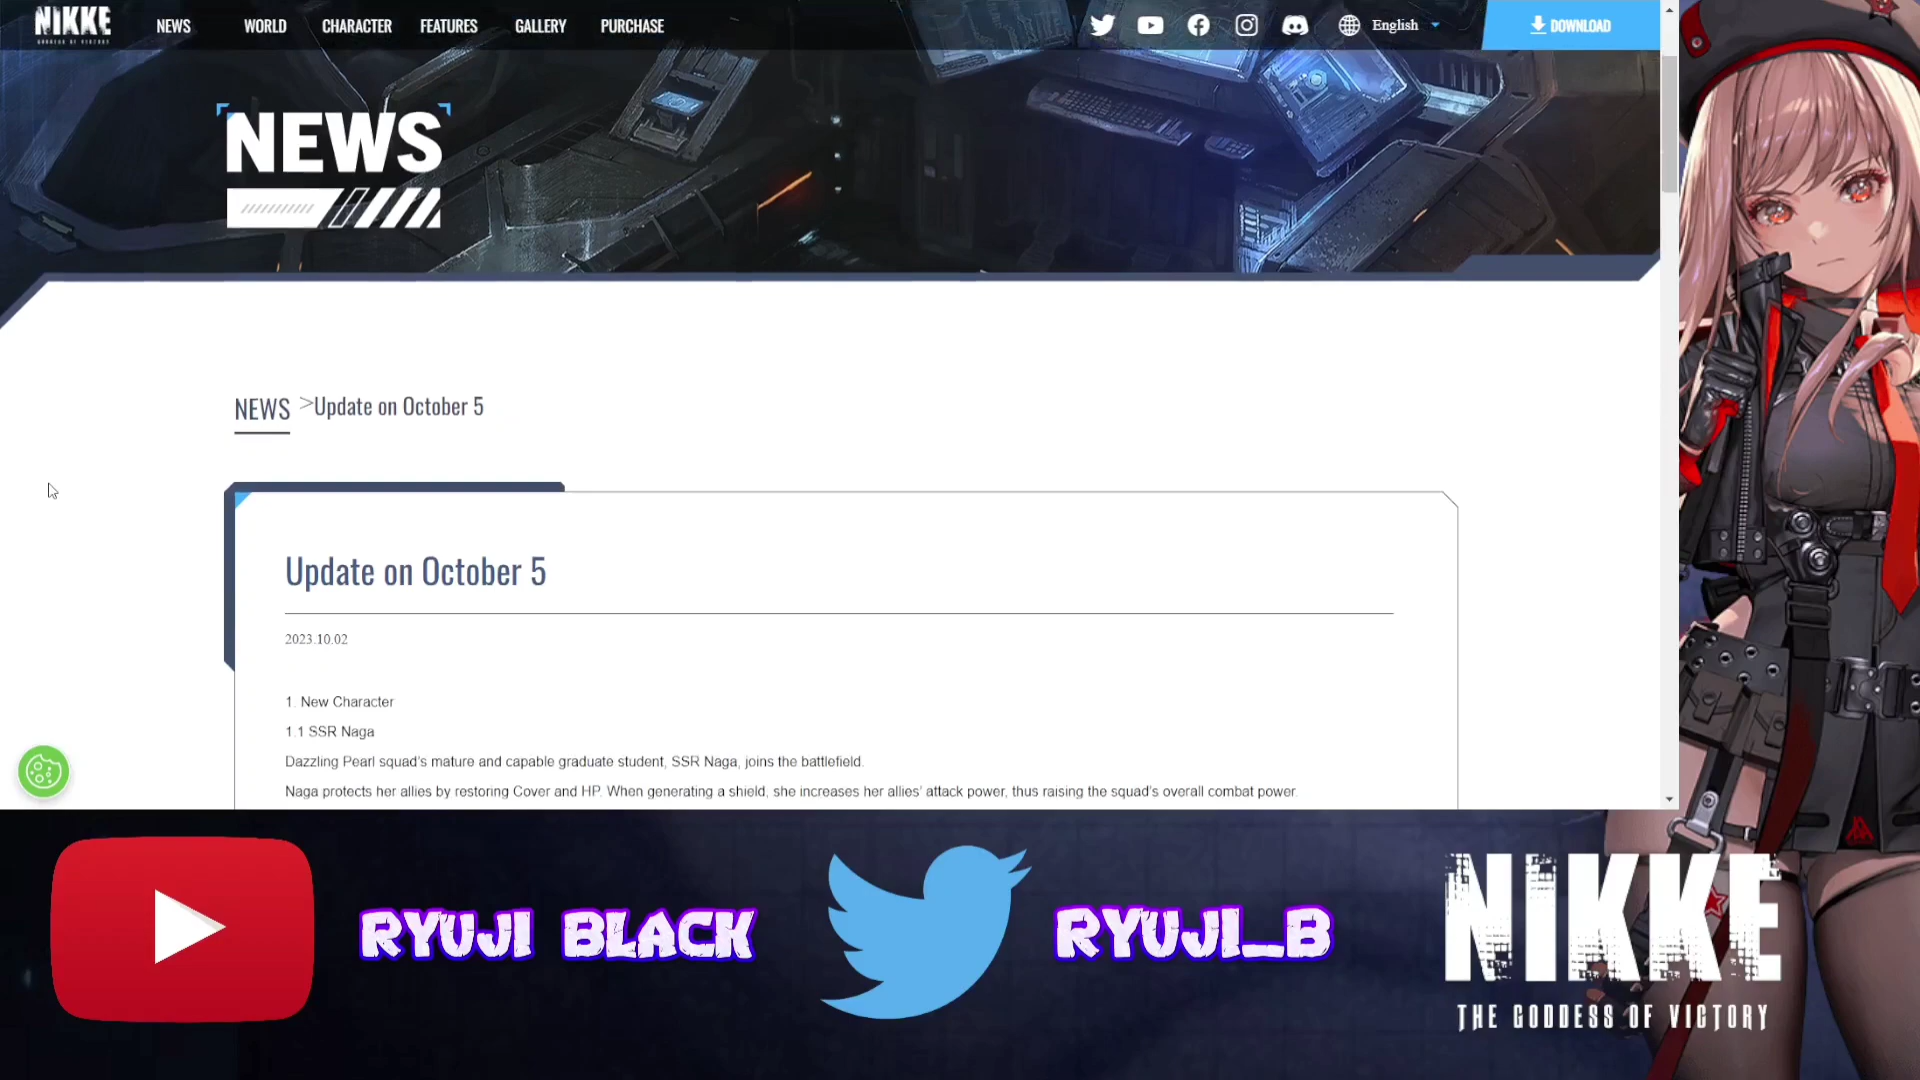 NIKKE
GODDESS OF VICTORY
NEWS WORLD CHARACTER FEATURES GALLERY PURCHASE English DOWNLOAD
NEWS
NEWS >Update on October 5
Update on October 5
2023.10.02
1. New Character
1.1 SSR Naga
Dazzling Pearl squad's mature and capable graduate student, SSR Naga, joins the battlefield.
Naga protects her allies by restoring Cover and HP. When generating a shield, she increases her allies' attack power, thus raising the squad's overall combat power.
RYUJI BLACK
RYUJI_B
NIKKE
THE GODDESS OF VICTORY